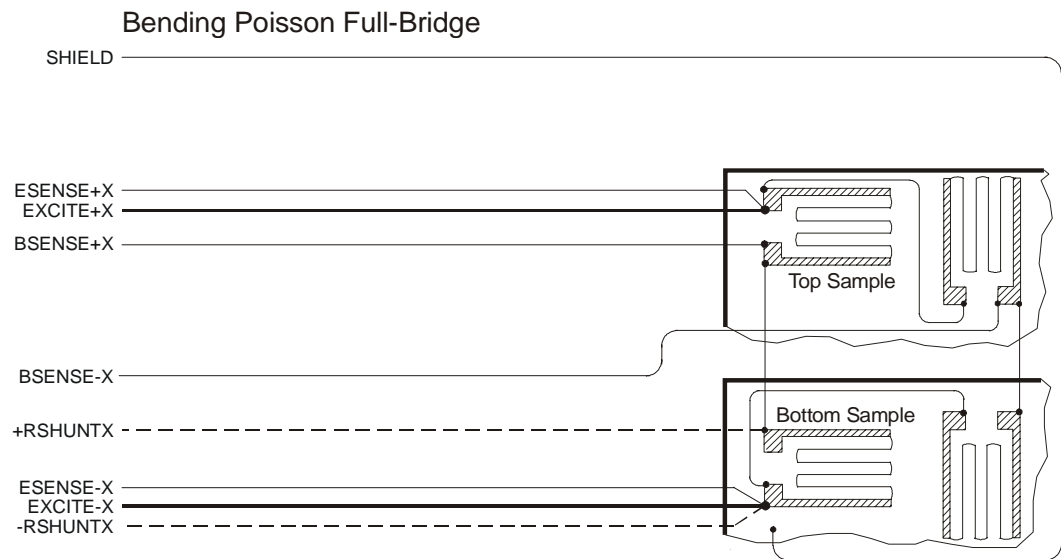 Bending Poisson Full-Bridge
SHIELD
ESENSE+X
EXCITE+X
BSENSE+X
Top Sample
BSENSE-X
Bottom Sample
+RSHUNTX
ESENSE-X
EXCITE-X
-RSHUNTX